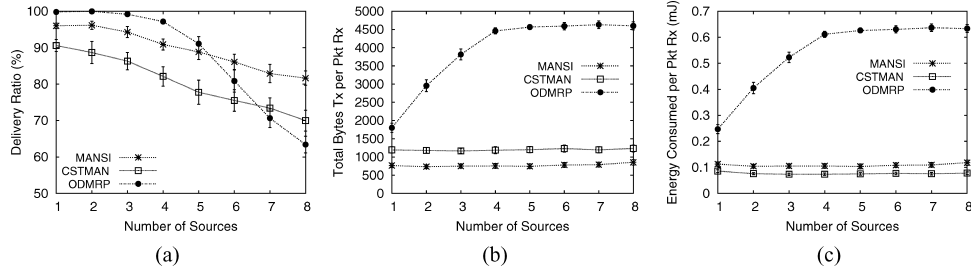 100
90
80
70
60
50
Delivery Ratio (%)
MANSI
CSTMAN
ODMRP
1 2 3 4 5 6 7 8
Number of Sources
(a)
5000
4500
4000
3500
3000
2500
2000
1500
1000
500
0
Total Bytes Tx per Pkt Rx
MANSI
CSTMAN
ODMRP
1 2 3 4 5 6 7 8
Number of Sources
(b)
0.7
0.6
0.5
0.4
0.3
0.2
0.1
0
Energy Consumed per Pkt Rx (mJ)
MANSI
CSTMAN
ODMRP
1 2 3 4 5 6 7 8
Number of Sources
(c)